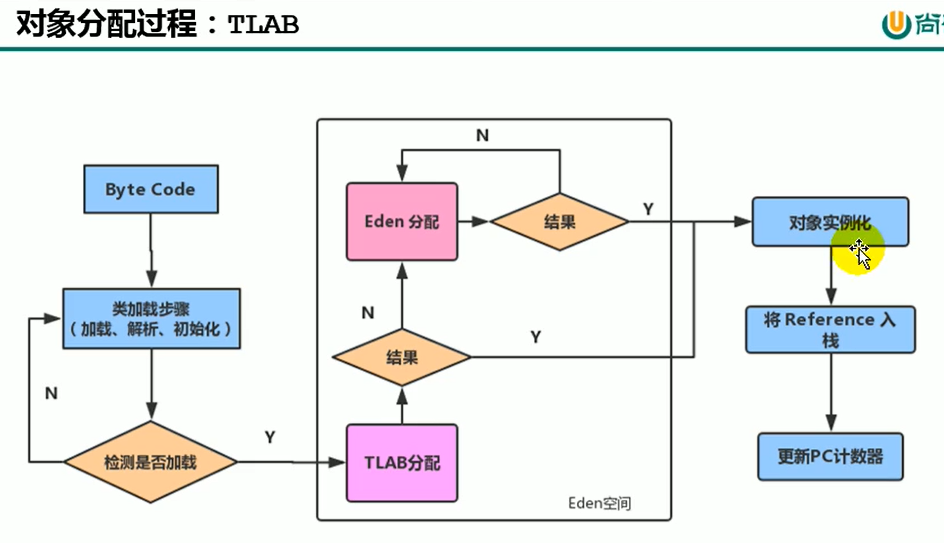 对象分配过程：TLAB
尚
N
Byte Code
Eden 分配
结果
Y
对象实例化
类加载步骤
（加载、解析、初始化）
N
结果
Y
将 Reference 入
栈
N
Y
检测是否加载
TLAB分配
更新PC计数器
Eden空间